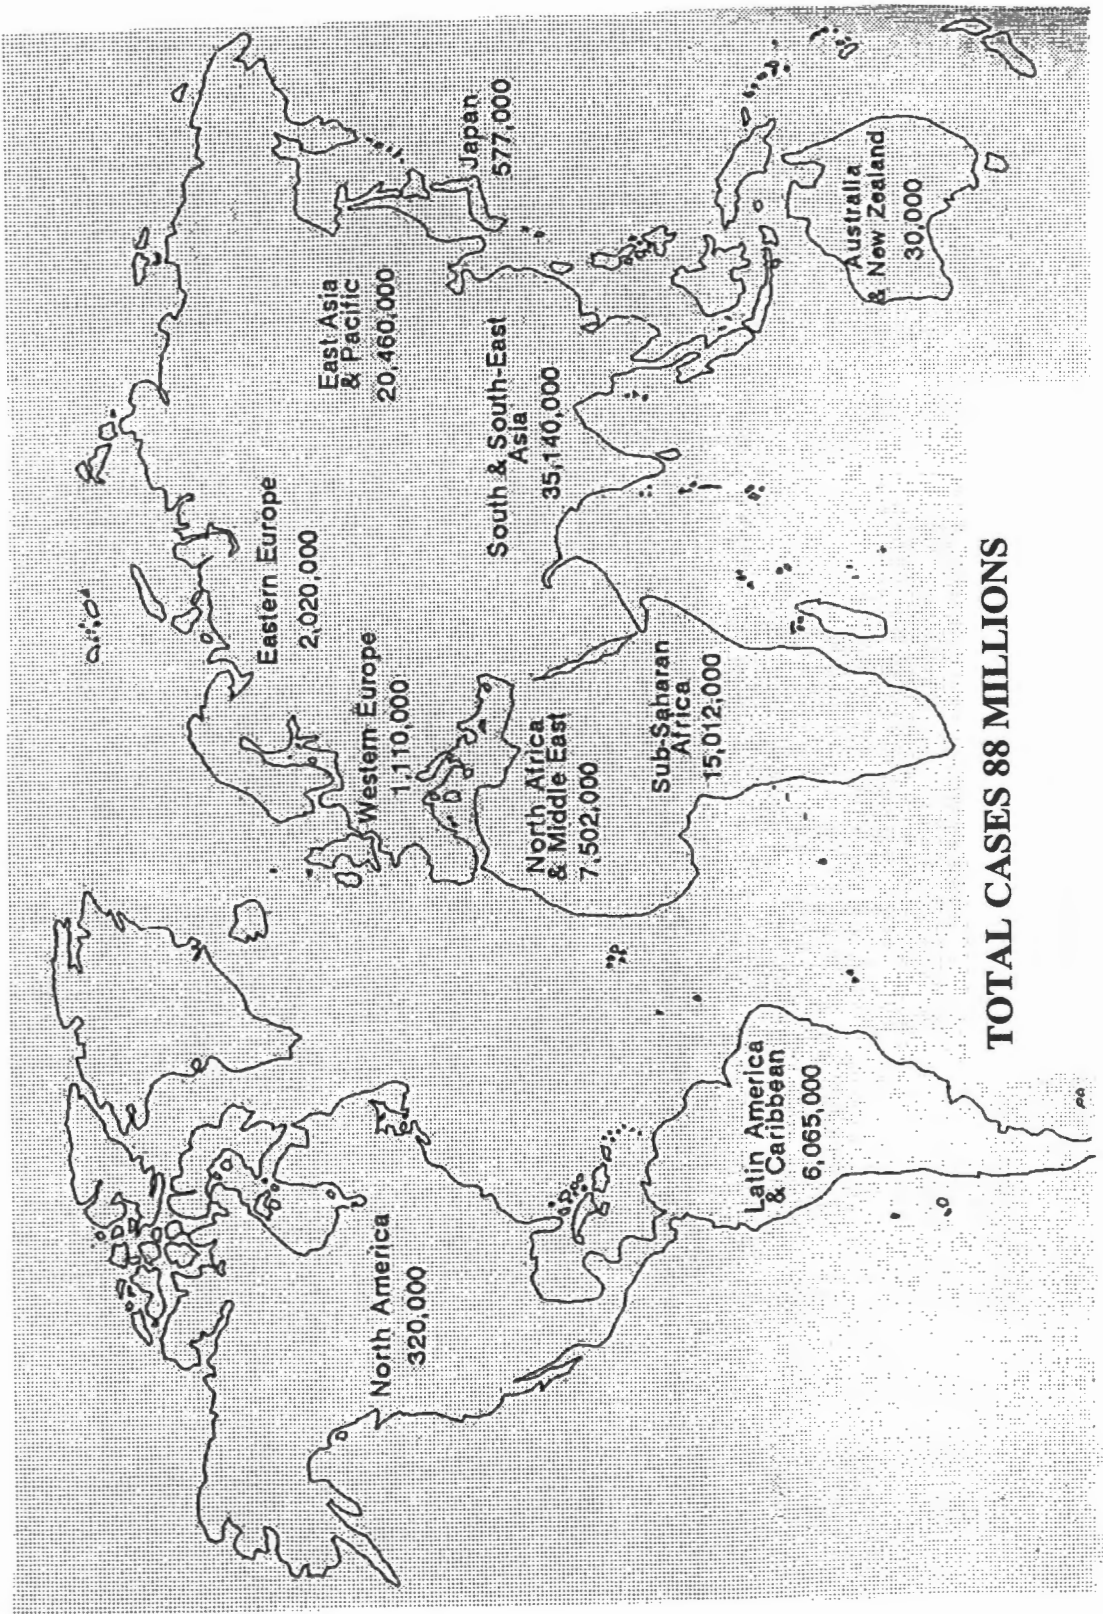 North America
320,000
Latin America
& Caribbean
6,065,000
Western Europe
1,110,000
North Africa
& Middle East
7,502,000
Sub-Saharan
Africa
15,012,000
Eastern Europe
2,020,000
South & South-East
Asia
35,140,000
East Asia
& Pacific
20,460,000
Japan
577,000
Australia
& New Zealand
30,000
TOTAL CASES 88 MILLIONS